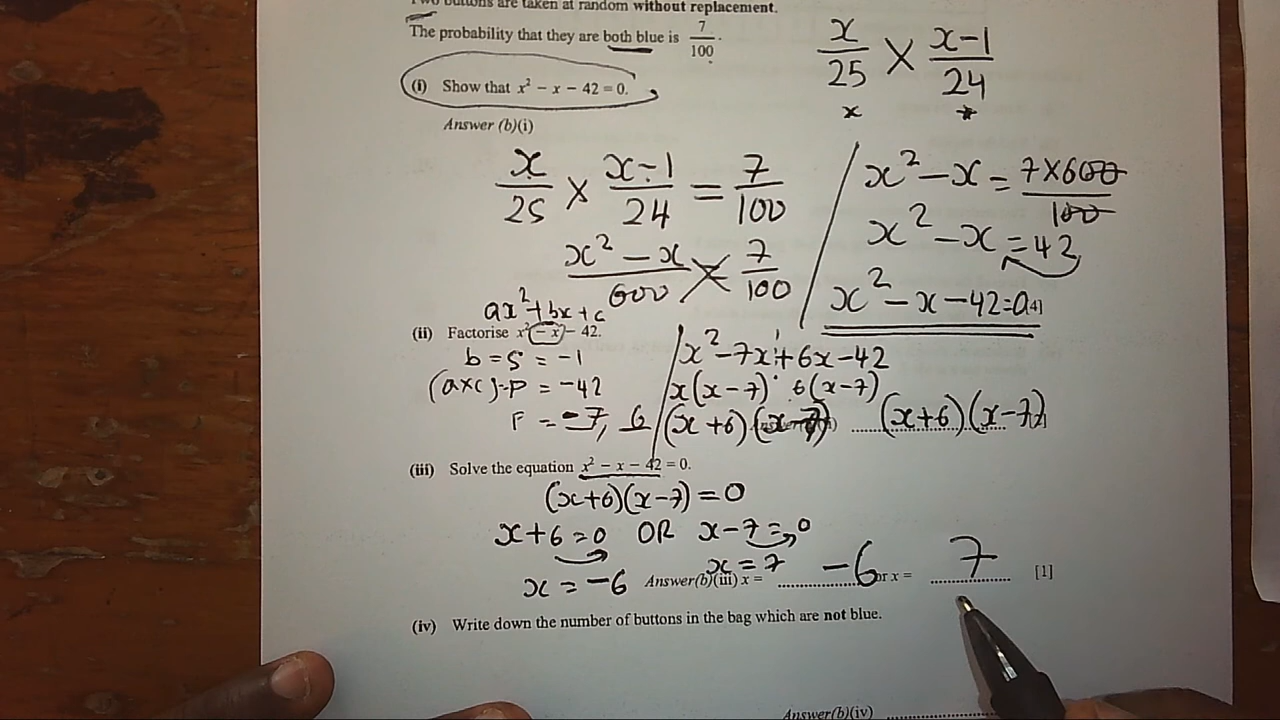 Two buttons are taken at random without replacement.
The probability that they are both blue is 7/100.
x/25 × x-1/24
(i) Show that x² − x − 42 = 0.
Answer (b)(i)
x/25 × x-1/24 = 7/100
x² − x / 600 = 7/100
x² − x = 7×600/100
x² − x = 42
x² − x − 42 = 0
[4]
(ii) Factorise x² − x − 42.
ax² + bx + c
b = S = −1
(axc) P = −42
F = −7, 6
x² − 7x + 6x − 42
x(x−7) 6(x−7)
(x+6)(x−7)
(x+6)(x−7)
(iii) Solve the equation x² − x − 42 = 0.
(x+6)(x−7) = 0
x+6=0 OR x−7=0
x = −6
x = 7
Answer(b)(iii) x = −6 or x = 7 [1]
(iv) Write down the number of buttons in the bag which are not blue.
Answer(b)(iv)